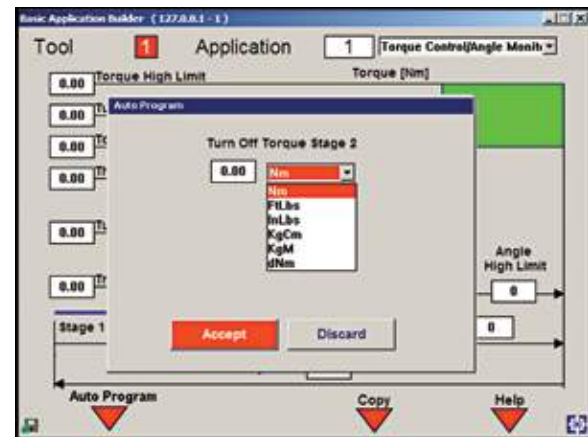 Basic Application Builder ( 127.0.0.1 - 1 )
Tool 1 Application 1 Torque Control/Angle Monito
0.00 Torque High Limit Torque [Nm]
0.00
Auto Program
0.00
Turn Off Torque Stage 2
0.00 Nm
0.00
Nm
FtLbs
InLbs
KgCm
KgM
dNm
0.00
Angle
High Limit
0.00
0
Stage 1
0
Accept Discard
Auto Program Copy Help